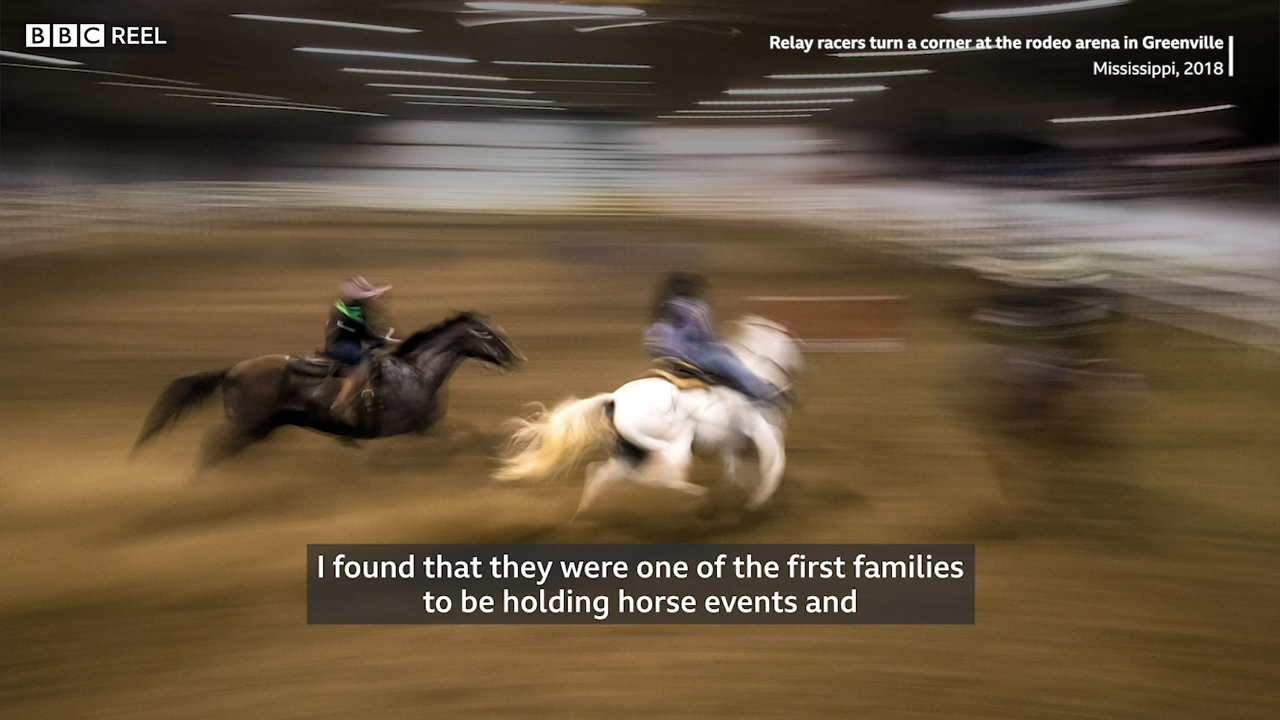 BBC REEL
Relay racers turn a corner at the rodeo arena in Greenville
Mississippi, 2018
I found that they were one of the first families
to be holding horse events and